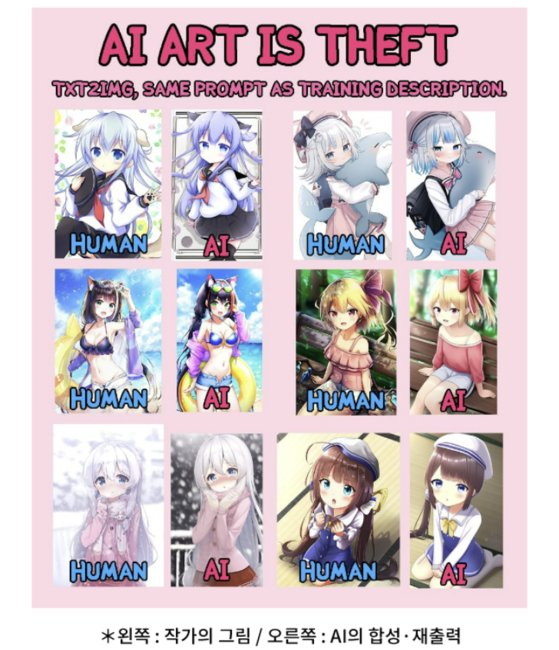 AI ART IS THEFT
TXT2IMG, SAME PROMPT AS TRAINING DESCRIPTION.
HUMAN AI HUMAN AI
HUMAN AI HUMAN AI
HUMAN AI HUMAN AI
*왼쪽 : 작가의 그림 / 오른쪽 : AI의 합성·재출력